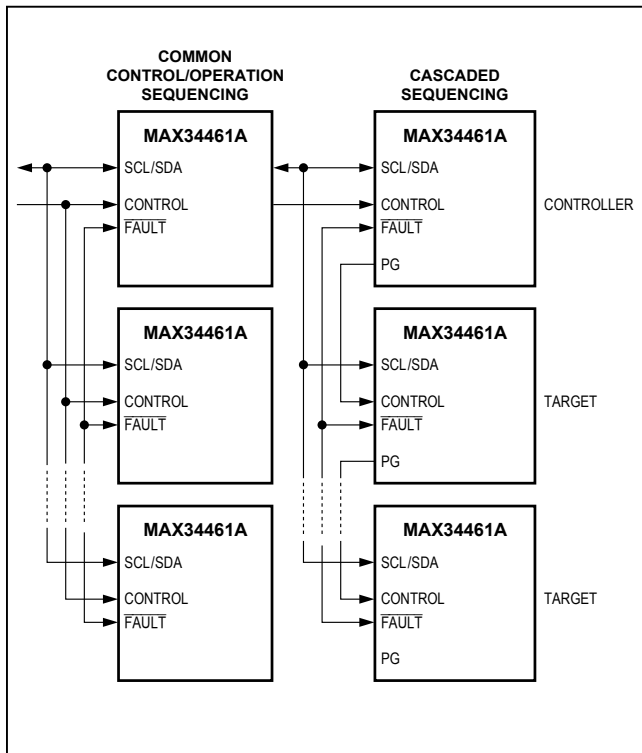 COMMON
CONTROL/OPERATION
SEQUENCING
MAX34461A
SCL/SDA
CONTROL
FAULT
MAX34461A
SCL/SDA
CONTROL
FAULT
MAX34461A
SCL/SDA
CONTROL
FAULT
CASCADED
SEQUENCING
MAX34461A
SCL/SDA
CONTROL
FAULT
PG
CONTROLLER
MAX34461A
SCL/SDA
CONTROL
FAULT
PG
TARGET
MAX34461A
SCL/SDA
CONTROL
FAULT
PG
TARGET